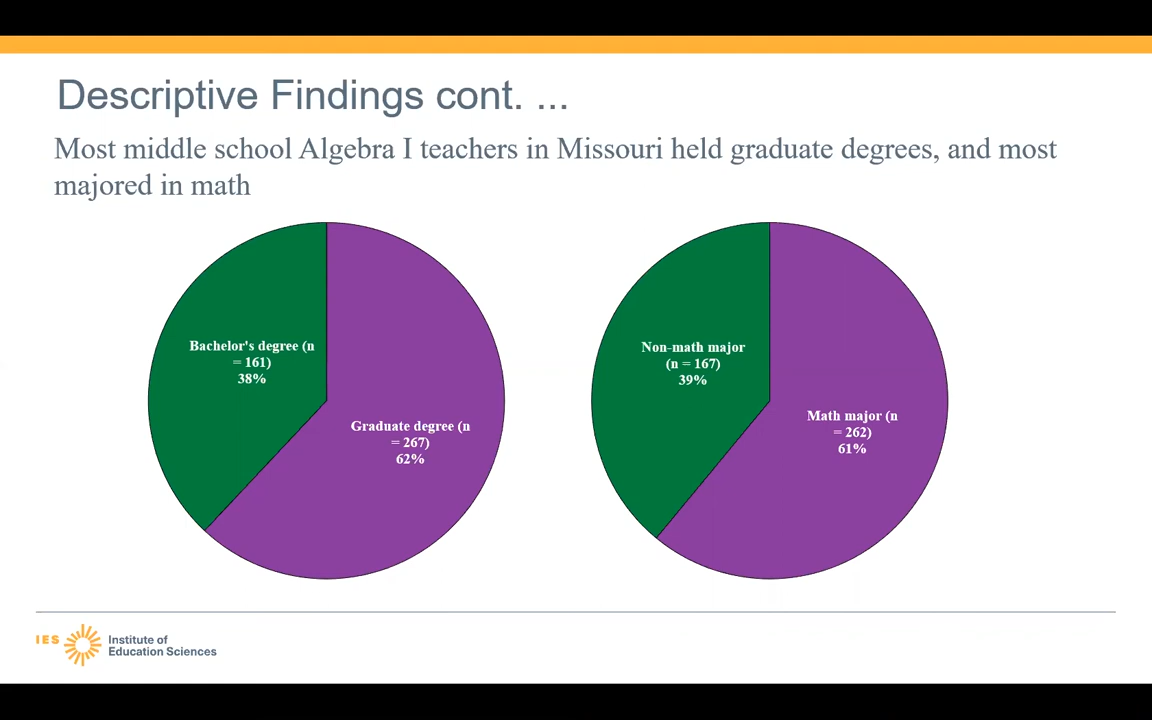 Descriptive Findings cont. ...
Most middle school Algebra I teachers in Missouri held graduate degrees, and most
majored in math
Bachelor's degree (n
= 161)
38%
Graduate degree (n
= 267)
62%
Non-math major
(n = 167)
39%
Math major (n
= 262)
61%
IES
Institute of
Education Sciences